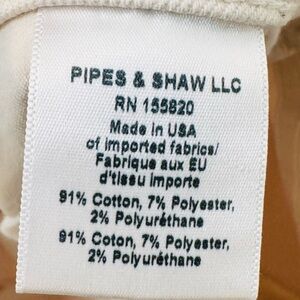 PIPES & SHAW LLC
RN 155820
Made in USA
of imported fabrics/
Fabrique aux EU
d'tissu importe
91% Cotton, 7% Polyester,
2% Polyuréthane
91% Coton, 7% Polyester,
2% Polyuréthane